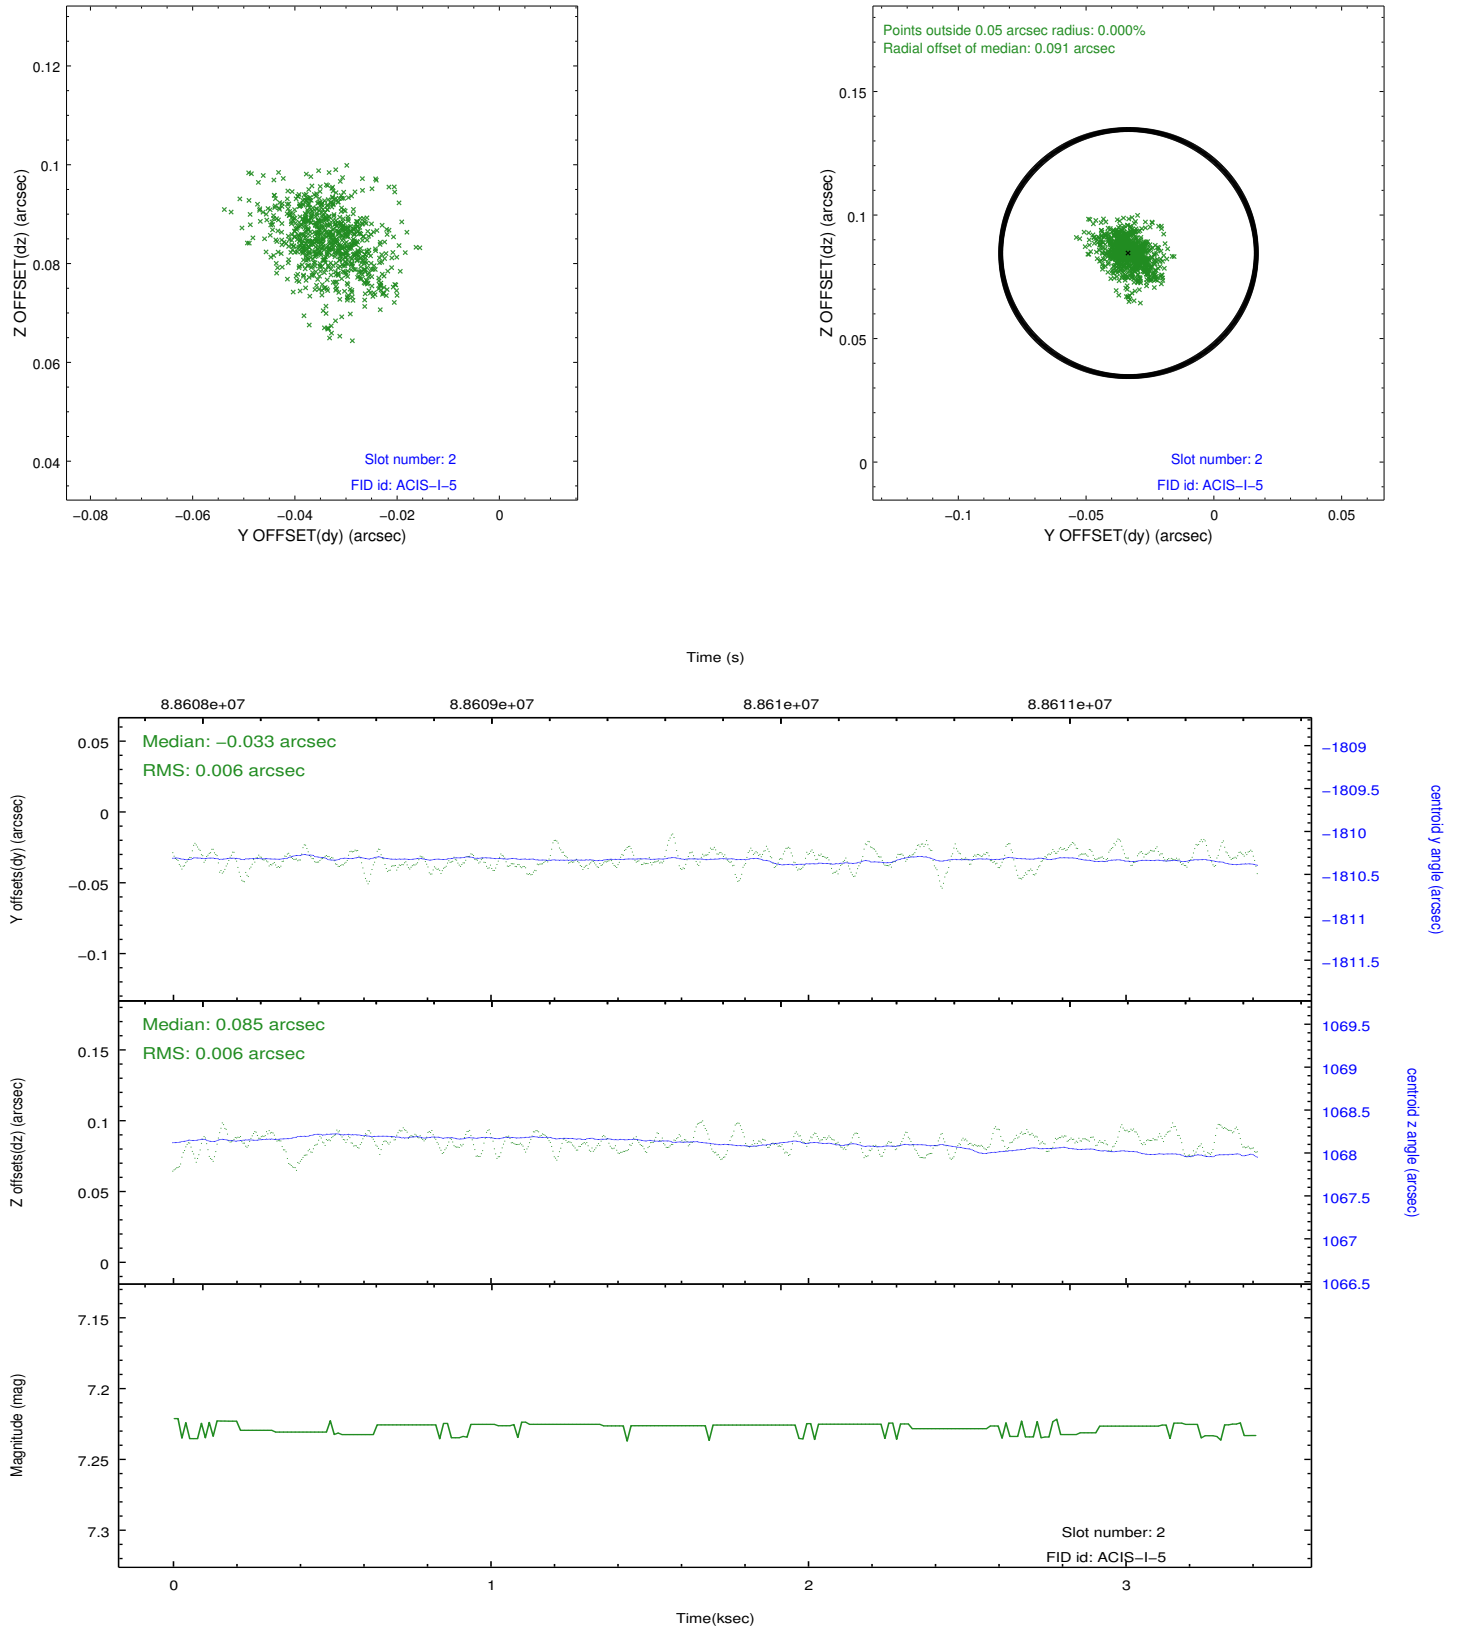 0.12
0.1
0.08
0.06
0.04
Z OFFSET(dz) (arcsec)
Slot number: 2
FID id: ACIS−I−5
−0.08 −0.06 −0.04 −0.02 0
Y OFFSET(dy) (arcsec)
Points outside 0.05 arcsec radius: 0.000%
Radial offset of median: 0.091 arcsec
0.15
0.1
0.05
0
Z OFFSET(dz) (arcsec)
Slot number: 2
FID id: ACIS−I−5
−0.1 −0.05 0 0.05
Y OFFSET(dy) (arcsec)
Time (s)
8.8608e+07 8.8609e+07 8.861e+07 8.8611e+07
Median: −0.033 arcsec
RMS: 0.006 arcsec
0.05
0
−0.05
−0.1
Y offsets(dy) (arcsec)
−1809
−1809.5
−1810
−1810.5
−1811
−1811.5
centroid y angle (arcsec)
Median: 0.085 arcsec
RMS: 0.006 arcsec
0.15
0.1
0.05
0
Z offsets(dz) (arcsec)
1069.5
1069
1068.5
1068
1067.5
1067
1066.5
centroid z angle (arcsec)
7.15
7.2
7.25
7.3
Magnitude (mag)
Slot number: 2
FID id: ACIS−I−5
0 1 2 3
Time(ksec)